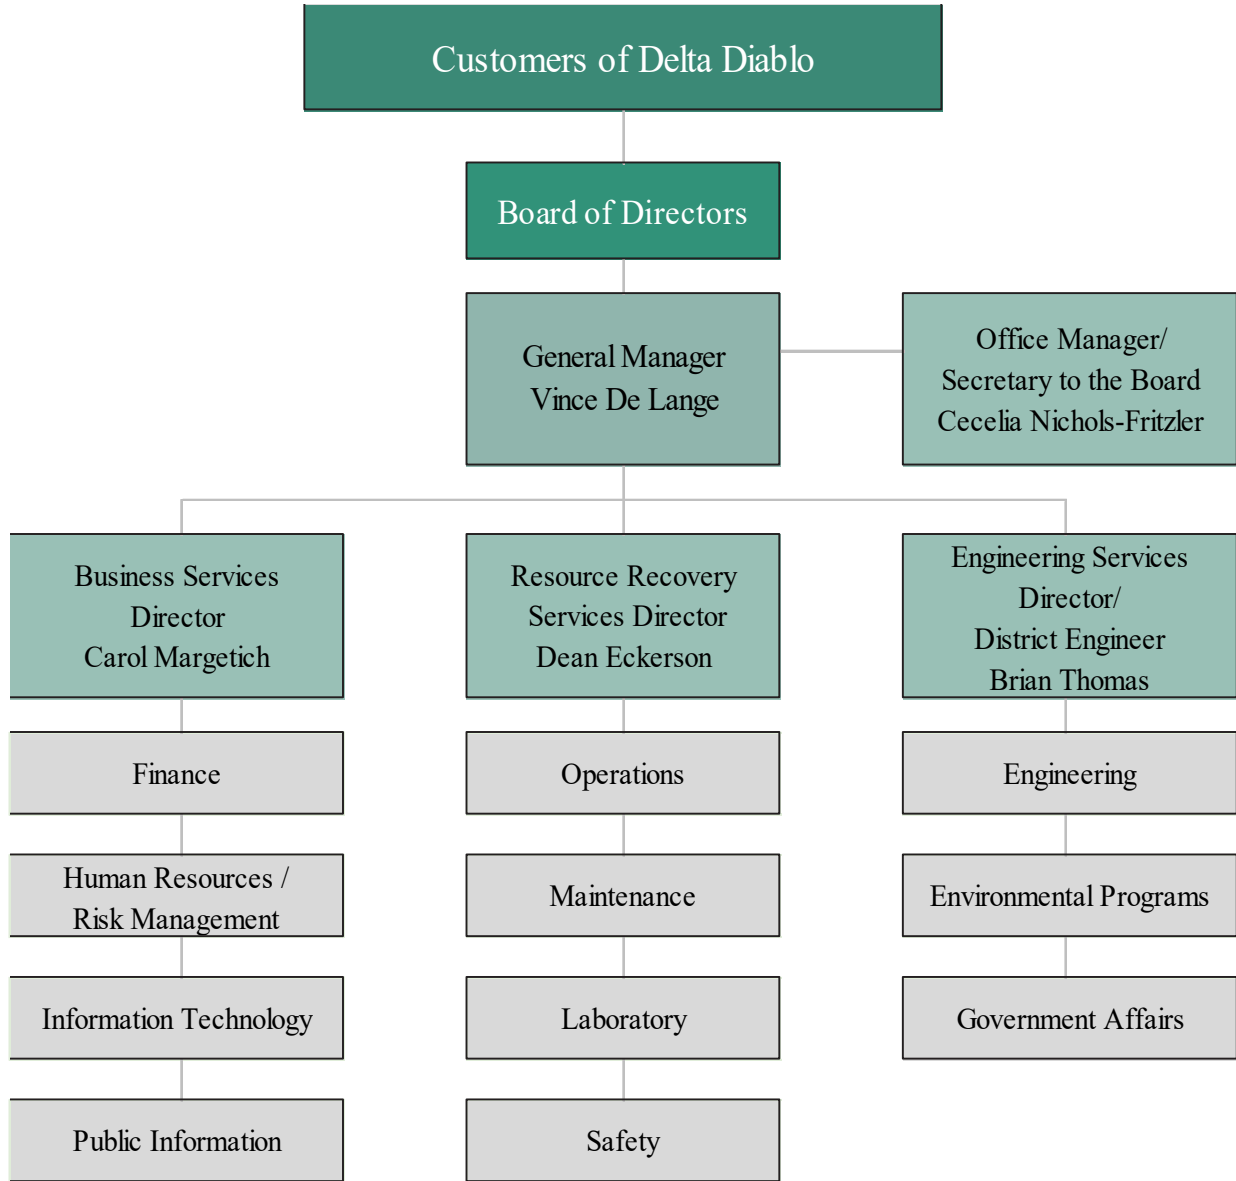 Customers of Delta Diablo
Board of Directors
General Manager
Vince De Lange
Office Manager/
Secretary to the Board
Cecelia Nichols-Fritzler
Business Services
Director
Carol Margetich
Resource Recovery
Services Director
Dean Eckerson
Engineering Services
Director/
District Engineer
Brian Thomas
Finance
Operations
Engineering
Human Resources /
Risk Management
Maintenance
Environmental Programs
Information Technology
Laboratory
Government Affairs
Public Information
Safety